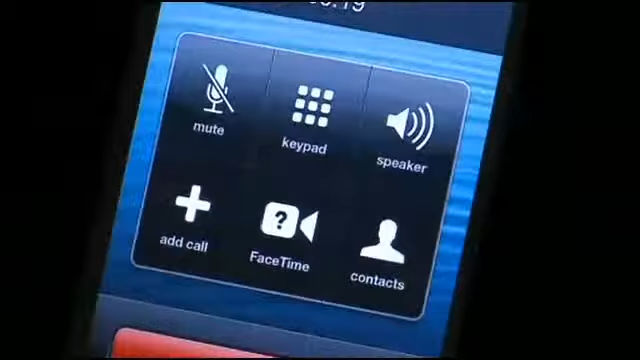 mute
keypad
speaker
add call
FaceTime
contacts